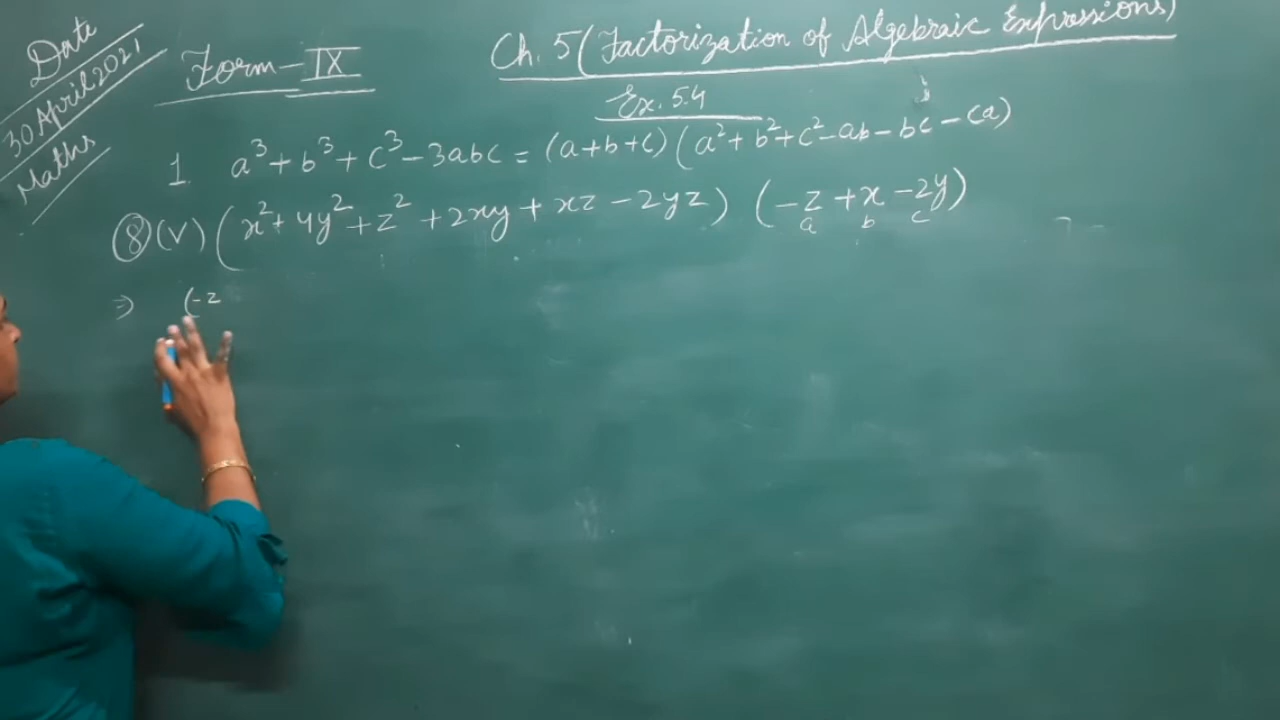 Date
30 April 2021
Maths
Form - IX
Ch. 5 (Factorization of Algebraic Expressions)
Ex. 5.4
1. a³ + b³ + c³ - 3abc = (a+b+c) (a² + b² + c² - ab - bc - ca)
⑧ (v) (x² + 4y² + z² + 2xy + xz - 2yz) (-z + x - 2y)
a b c
⇒ (-z